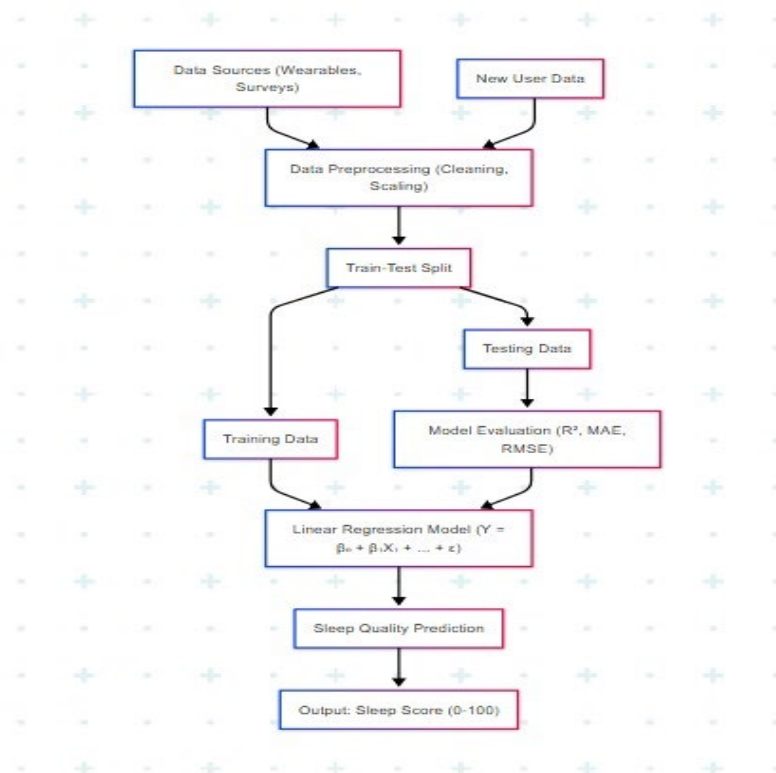 Data Sources (Wearables,
Surveys)
New User Data
Data Preprocessing (Cleaning,
Scaling)
Train-Test Split
Testing Data
Training Data
Model Evaluation (R², MAE,
RMSE)
Linear Regression Model (Y =
β₀ + β₁X₁ + ... + ε)
Sleep Quality Prediction
Output: Sleep Score (0-100)